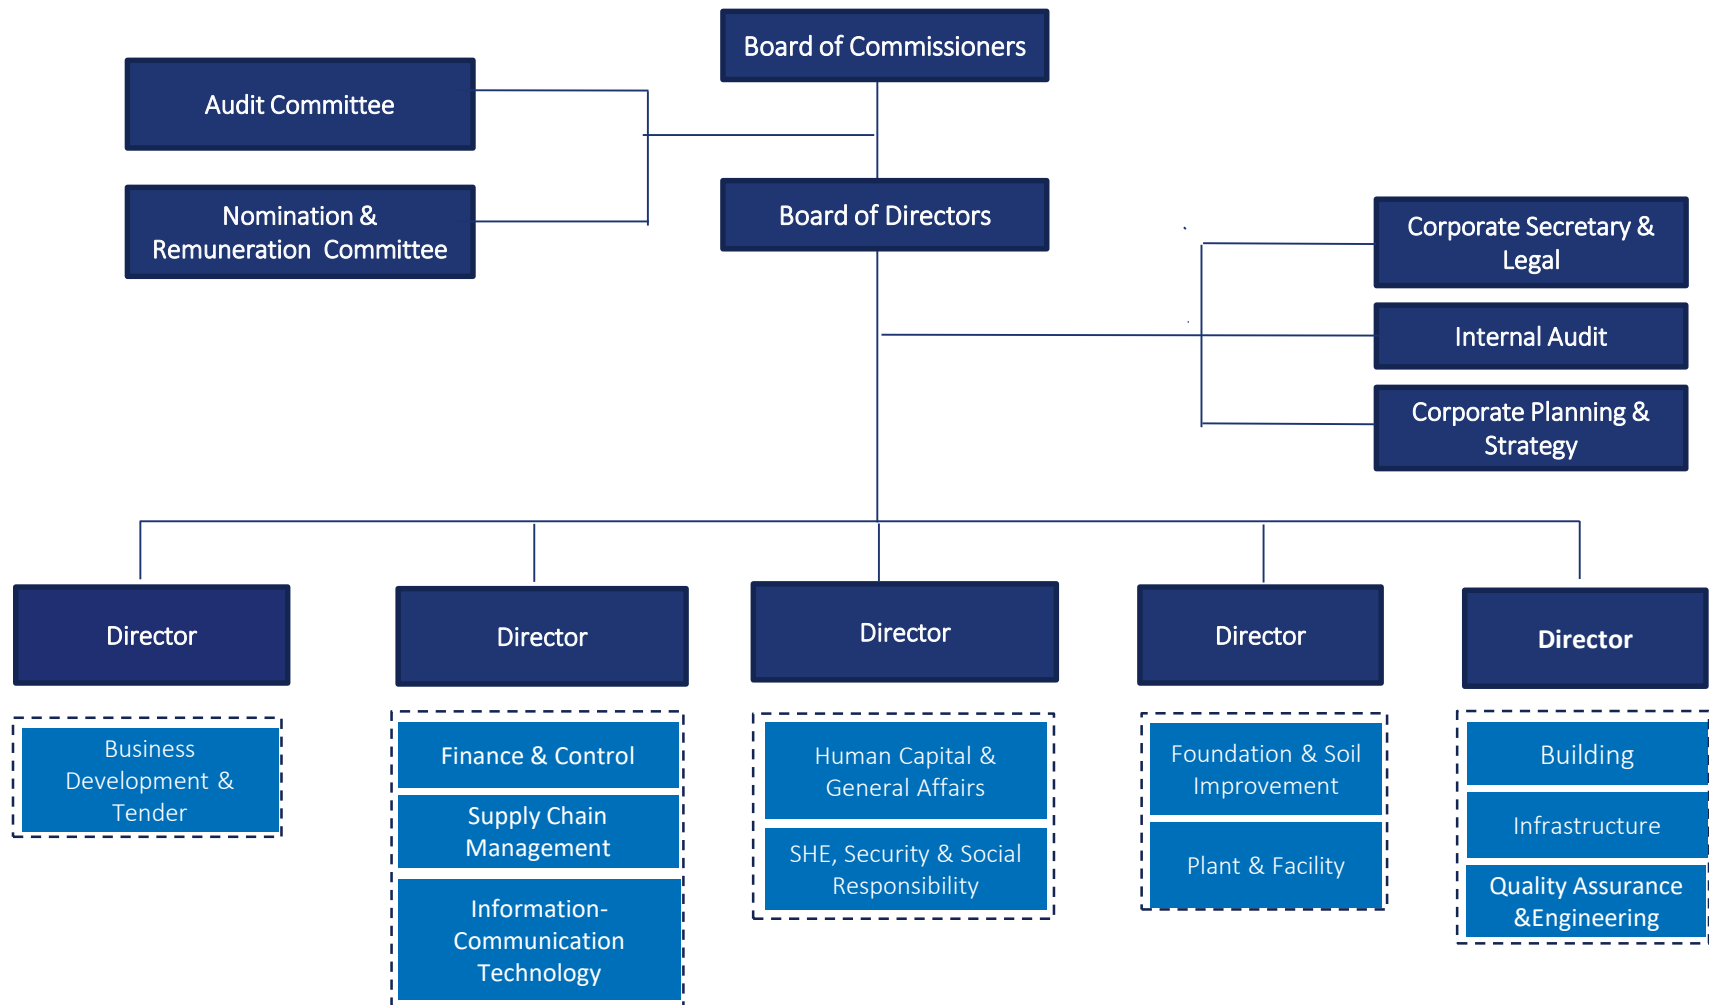 Board of Commissioners
Audit Committee
Nomination &
Remuneration Committee
Board of Directors
Corporate Secretary &
Legal
Internal Audit
Corporate Planning &
Strategy
Director
Director
Director
Director
Director
Business
Development &
Tender
Finance & Control
Supply Chain
Management
Information-
Communication
Technology
Human Capital &
General Affairs
SHE, Security & Social
Responsibility
Foundation & Soil
Improvement
Plant & Facility
Building
Infrastructure
Quality Assurance
&Engineering